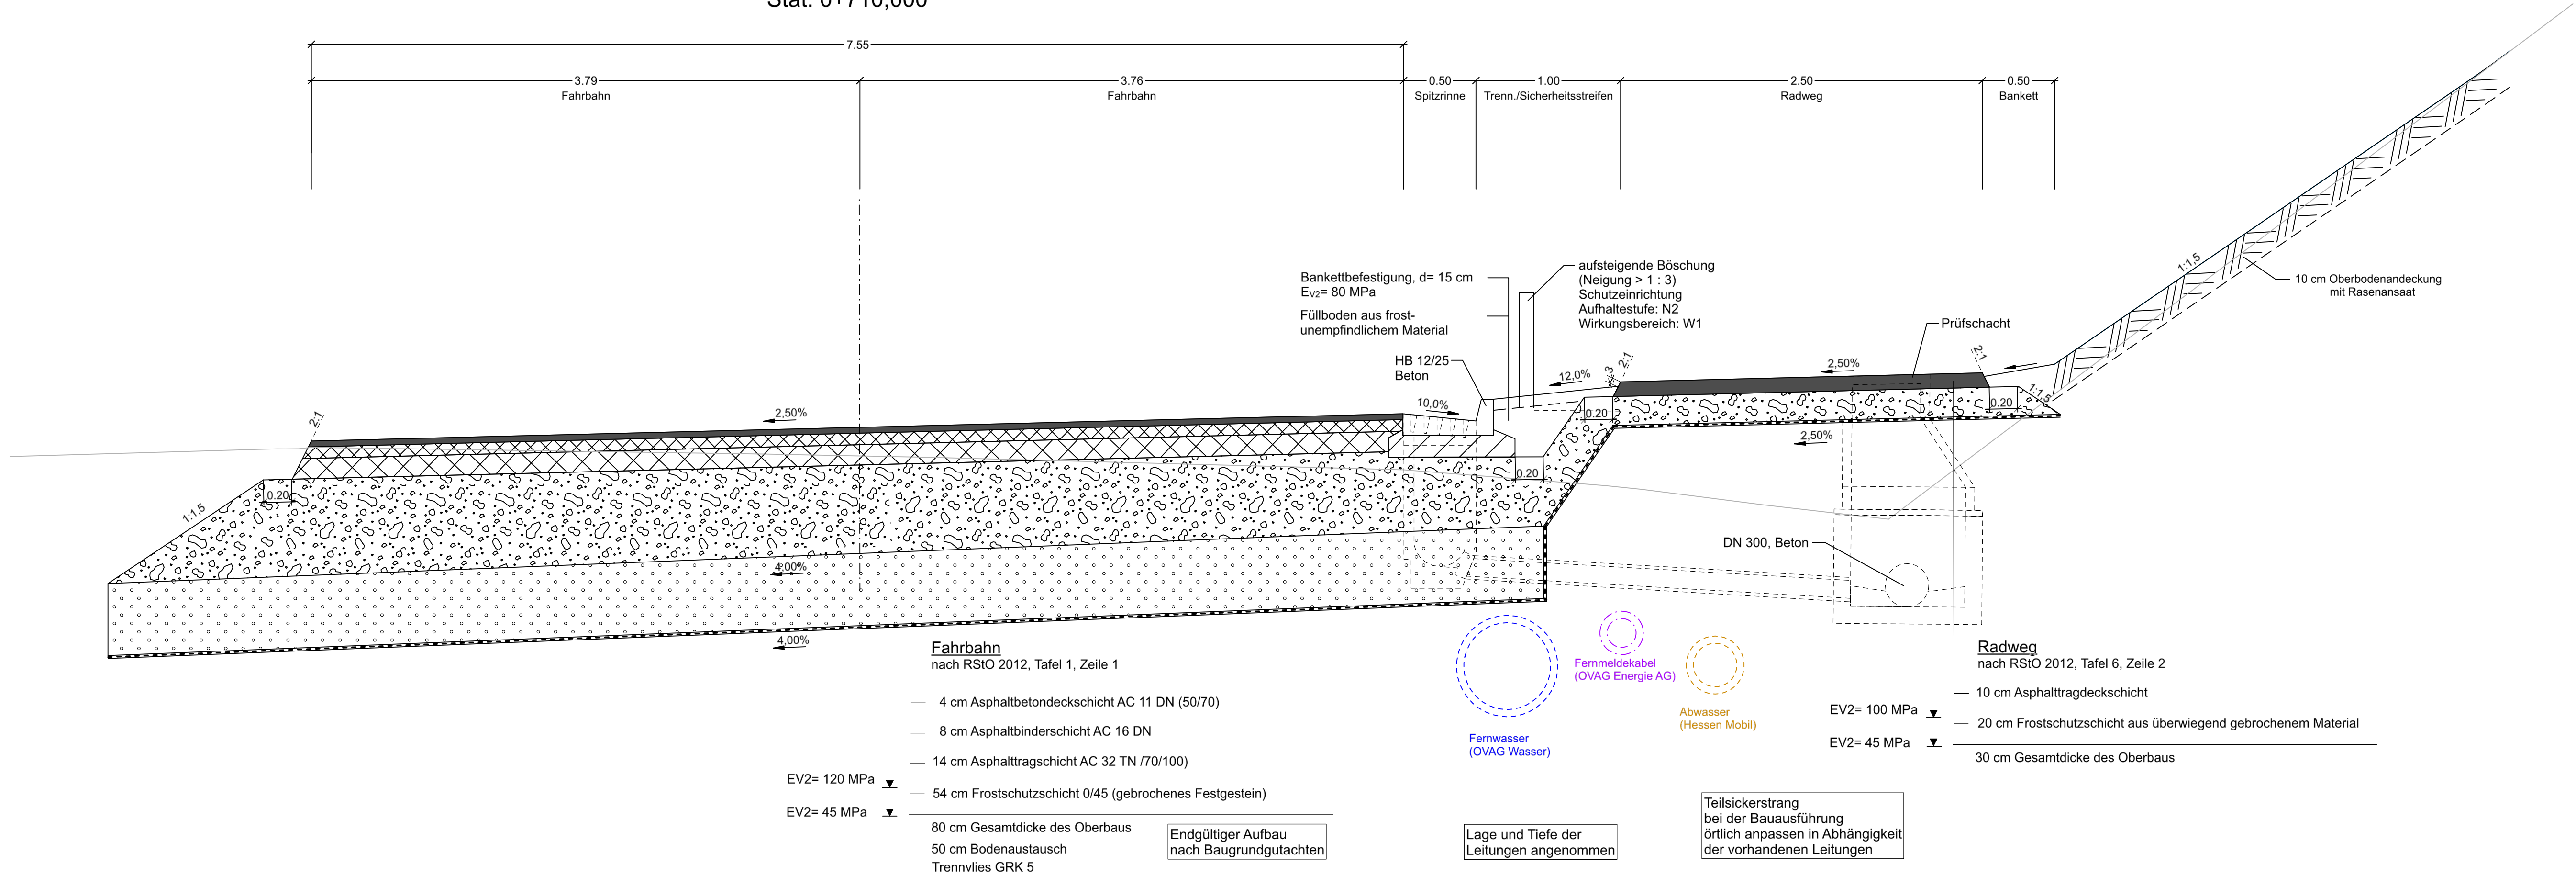 Stat. 0+710,000
7.55
3.79
3.76
0.50
1.00
2.50
0.50
Fahrbahn
Fahrbahn
Spitzrinne
Trenn./Sicherheitsstreifen
Radweg
Bankett
Bankettbefestigung, d= 15 cm
EV2= 80 MPa
Füllboden aus frost-
unempfindlichem Material
HB 12/25
Beton
aufsteigende Böschung
(Neigung > 1 : 3)
Schutzeinrichtung
Aufhaltestufe: N2
Wirkungsbereich: W1
Prüfschacht
1:1,5
10 cm Oberbodenandeckung
mit Rasenansaat
2:1
2,50%
10,0%
12,0%
2:1
2,50%
2:1
1:1,5
0.20
0.20
2,50%
0.20
0.20
1:1,5
DN 300, Beton
4,00%
4,00%
Fahrbahn
nach RStO 2012, Tafel 1, Zeile 1
4 cm Asphaltbetondeckschicht AC 11 DN (50/70)
8 cm Asphaltbinderschicht AC 16 DN
14 cm Asphalttragschicht AC 32 TN /70/100)
EV2= 120 MPa
54 cm Frostschutzschicht 0/45 (gebrochenes Festgestein)
EV2= 45 MPa
80 cm Gesamtdicke des Oberbaus
50 cm Bodenaustausch
Trennvlies GRK 5
Endgültiger Aufbau
nach Baugrundgutachten
Fernwasser
(OVAG Wasser)
Fernmeldekabel
(OVAG Energie AG)
Abwasser
(Hessen Mobil)
Lage und Tiefe der
Leitungen angenommen
Teilsickerstrang
bei der Bauausführung
örtlich anpassen in Abhängigkeit
der vorhandenen Leitungen
Radweg
nach RStO 2012, Tafel 6, Zeile 2
10 cm Asphalttragdeckschicht
EV2= 100 MPa
20 cm Frostschutzschicht aus überwiegend gebrochenem Material
EV2= 45 MPa
30 cm Gesamtdicke des Oberbaus